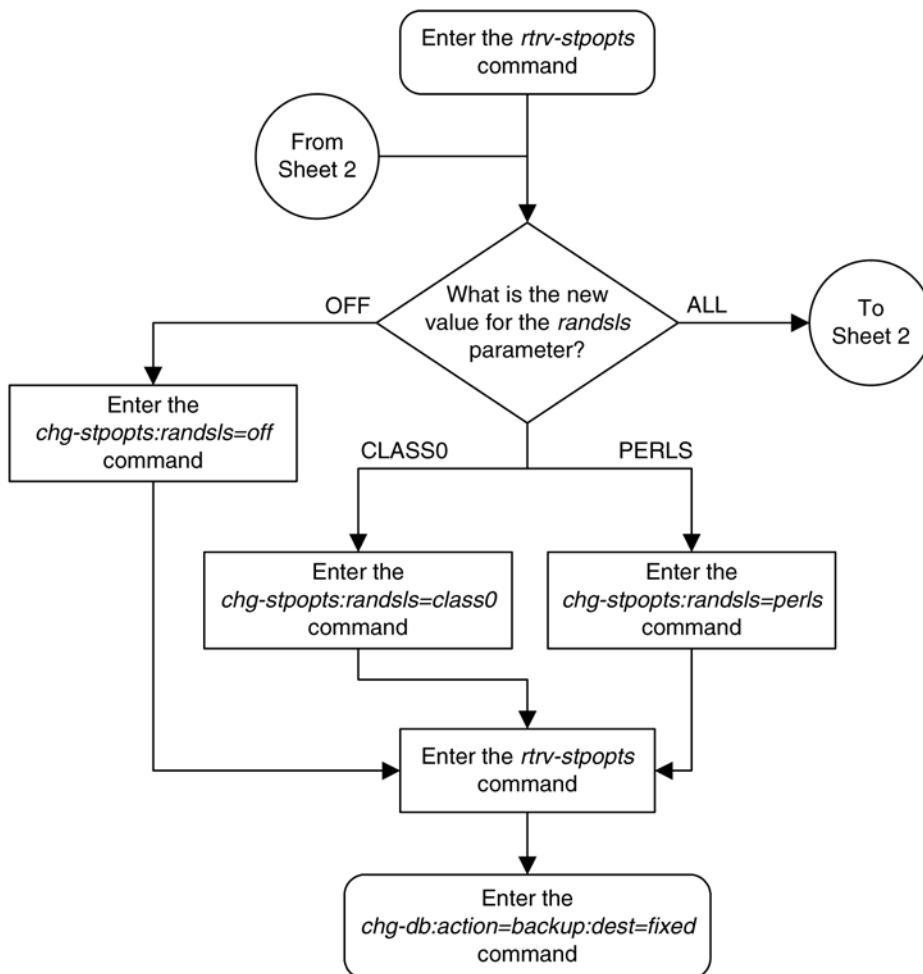 Enter the rtrv-stpopts
command
From
Sheet 2
What is the new
value for the randsls
parameter?
OFF
ALL
To
Sheet 2
Enter the
chg-stpopts:randsls=off
command
CLASS0
PERLS
Enter the
chg-stpopts:randsls=class0
command
Enter the
chg-stpopts:randsls=perls
command
Enter the rtrv-stpopts
command
Enter the
chg-db:action=backup:dest=fixed
command